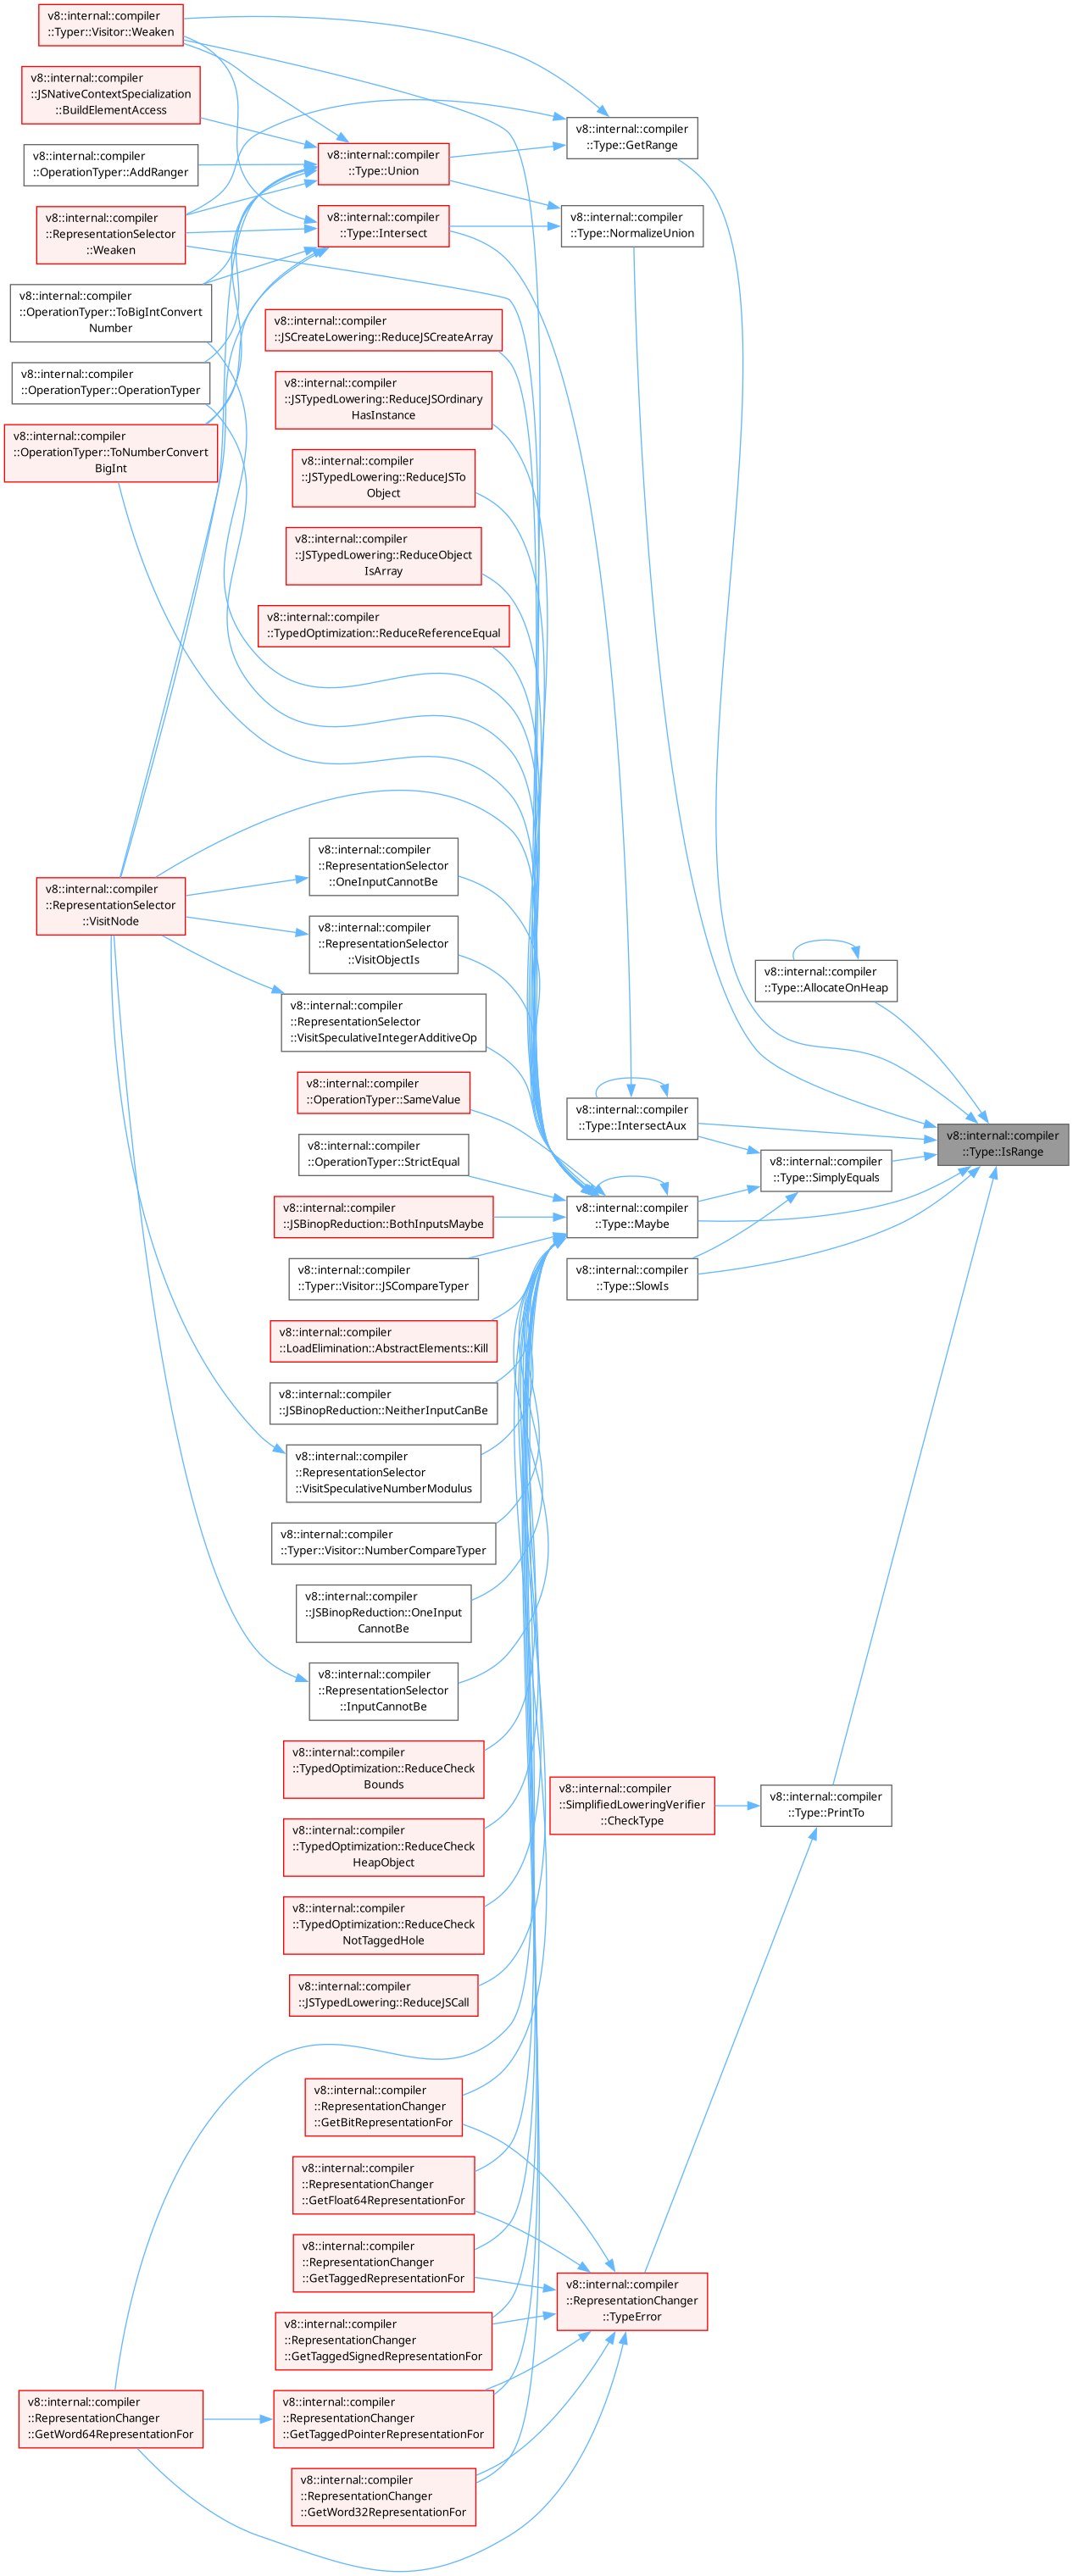 v8::internal::compiler
::Typer::Visitor::Weaken
v8::internal::compiler
::JSNativeContextSpecialization
::BuildElementAccess
v8::internal::compiler
::OperationTyper::AddRanger
v8::internal::compiler
::RepresentationSelector
::Weaken
v8::internal::compiler
::OperationTyper::ToBigIntConvert
Number
v8::internal::compiler
::OperationTyper::OperationTyper
v8::internal::compiler
::OperationTyper::ToNumberConvert
BigInt
v8::internal::compiler
::RepresentationSelector
::VisitNode
v8::internal::compiler
::RepresentationChanger
::GetWord64RepresentationFor
v8::internal::compiler
::Type::Union
v8::internal::compiler
::Type::Intersect
v8::internal::compiler
::JSCreateLowering::ReduceJSCreateArray
v8::internal::compiler
::JSTypedLowering::ReduceJSOrdinary
HasInstance
v8::internal::compiler
::JSTypedLowering::ReduceJSTo
Object
v8::internal::compiler
::JSTypedLowering::ReduceObject
IsArray
v8::internal::compiler
::TypedOptimization::ReduceReferenceEqual
v8::internal::compiler
::RepresentationSelector
::OneInputCannotBe
v8::internal::compiler
::RepresentationSelector
::VisitObjectIs
v8::internal::compiler
::RepresentationSelector
::VisitSpeculativeIntegerAdditiveOp
v8::internal::compiler
::OperationTyper::SameValue
v8::internal::compiler
::OperationTyper::StrictEqual
v8::internal::compiler
::JSBinopReduction::BothInputsMaybe
v8::internal::compiler
::Typer::Visitor::JSCompareTyper
v8::internal::compiler
::LoadElimination::AbstractElements::Kill
v8::internal::compiler
::JSBinopReduction::NeitherInputCanBe
v8::internal::compiler
::RepresentationSelector
::VisitSpeculativeNumberModulus
v8::internal::compiler
::Typer::Visitor::NumberCompareTyper
v8::internal::compiler
::JSBinopReduction::OneInput
CannotBe
v8::internal::compiler
::RepresentationSelector
::InputCannotBe
v8::internal::compiler
::TypedOptimization::ReduceCheck
Bounds
v8::internal::compiler
::TypedOptimization::ReduceCheck
HeapObject
v8::internal::compiler
::TypedOptimization::ReduceCheck
NotTaggedHole
v8::internal::compiler
::JSTypedLowering::ReduceJSCall
v8::internal::compiler
::RepresentationChanger
::GetBitRepresentationFor
v8::internal::compiler
::RepresentationChanger
::GetFloat64RepresentationFor
v8::internal::compiler
::RepresentationChanger
::GetTaggedRepresentationFor
v8::internal::compiler
::RepresentationChanger
::GetTaggedSignedRepresentationFor
v8::internal::compiler
::RepresentationChanger
::GetTaggedPointerRepresentationFor
v8::internal::compiler
::RepresentationChanger
::GetWord32RepresentationFor
v8::internal::compiler
::Type::GetRange
v8::internal::compiler
::Type::NormalizeUnion
v8::internal::compiler
::Type::IntersectAux
v8::internal::compiler
::Type::Maybe
v8::internal::compiler
::Type::SlowIs
v8::internal::compiler
::SimplifiedLoweringVerifier
::CheckType
v8::internal::compiler
::RepresentationChanger
::TypeError
v8::internal::compiler
::Type::AllocateOnHeap
v8::internal::compiler
::Type::SimplyEquals
v8::internal::compiler
::Type::PrintTo
v8::internal::compiler
::Type::IsRange